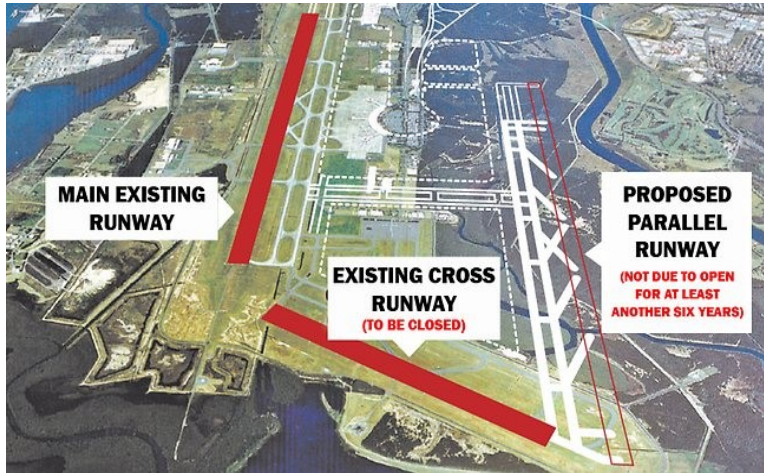 MAIN EXISTING
RUNWAY
EXISTING CROSS
RUNWAY
(TO BE CLOSED)
PROPOSED
PARALLEL
RUNWAY
(NOT DUE TO OPEN
FOR AT LEAST
ANOTHER SIX YEARS)